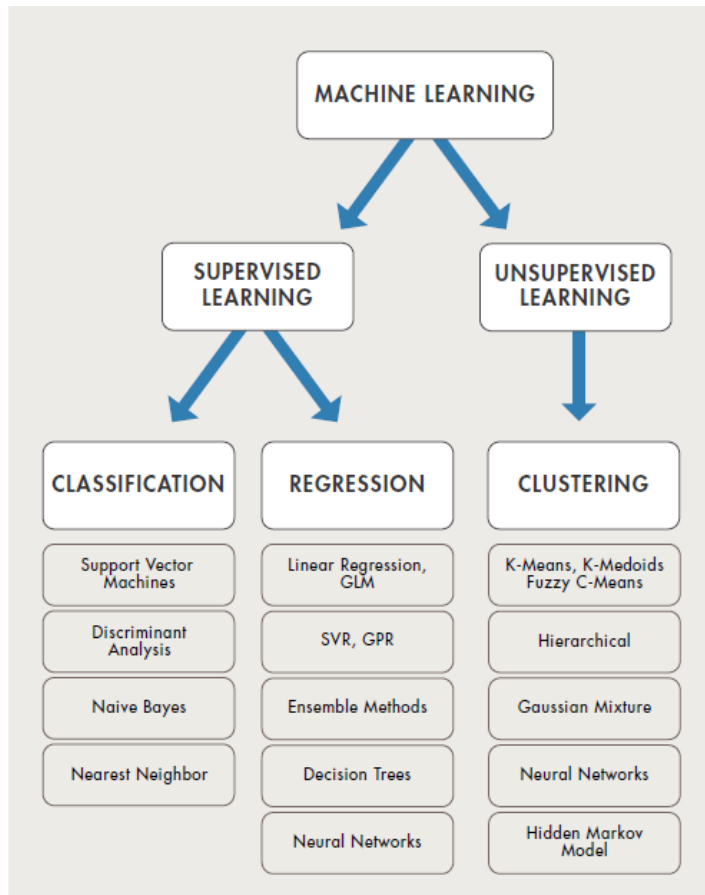 MACHINE LEARNING
SUPERVISED
LEARNING
UNSUPERVISED
LEARNING
CLASSIFICATION
Support Vector
Machines
Discriminant
Analysis
Naive Bayes
Nearest Neighbor
REGRESSION
Linear Regression,
GLM
SVR, GPR
Ensemble Methods
Decision Trees
Neural Networks
CLUSTERING
K-Means, K-Medoids
Fuzzy C-Means
Hierarchical
Gaussian Mixture
Neural Networks
Hidden Markov
Model